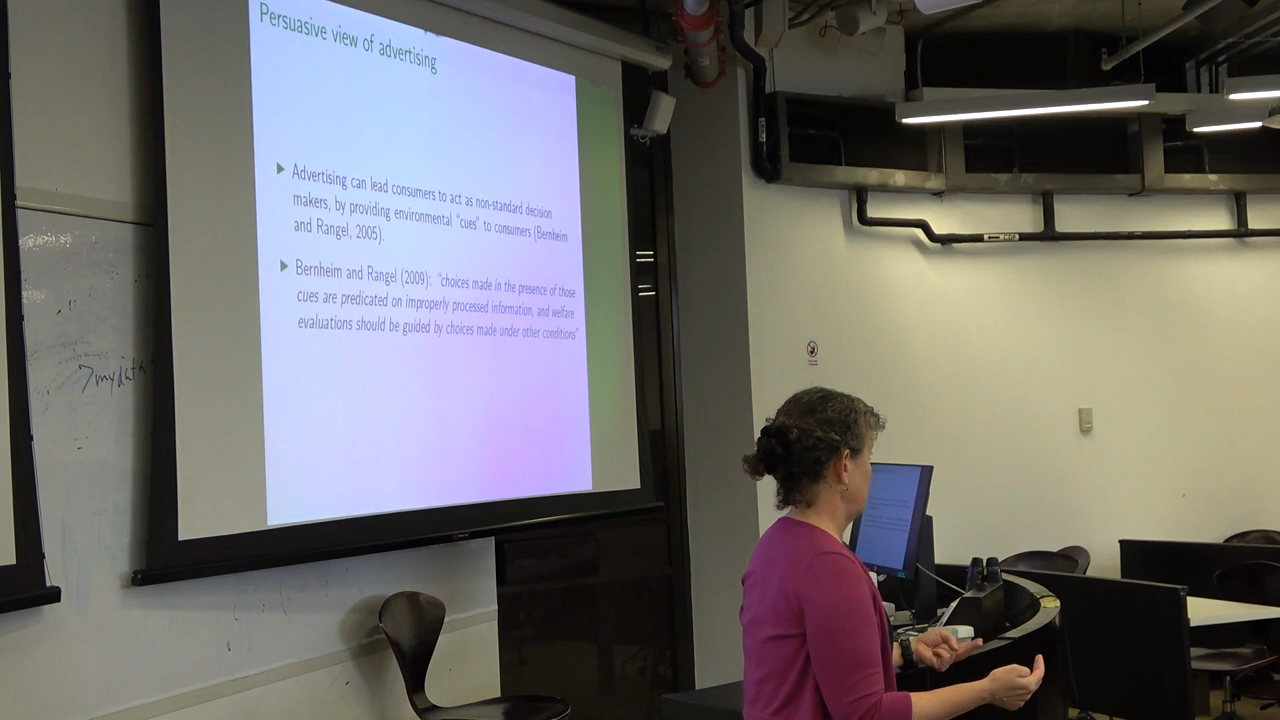 Persuasive view of advertising
Advertising can lead consumers to act as non-standard decision
makers, by providing environmental “cues” to consumers (Bernheim
and Rangel, 2005).
Bernheim and Rangel (2009): “choices made in the presence of those
cues are predicated on improperly processed information, and welfare
evaluations should be guided by choices made under other conditions”
>mydata